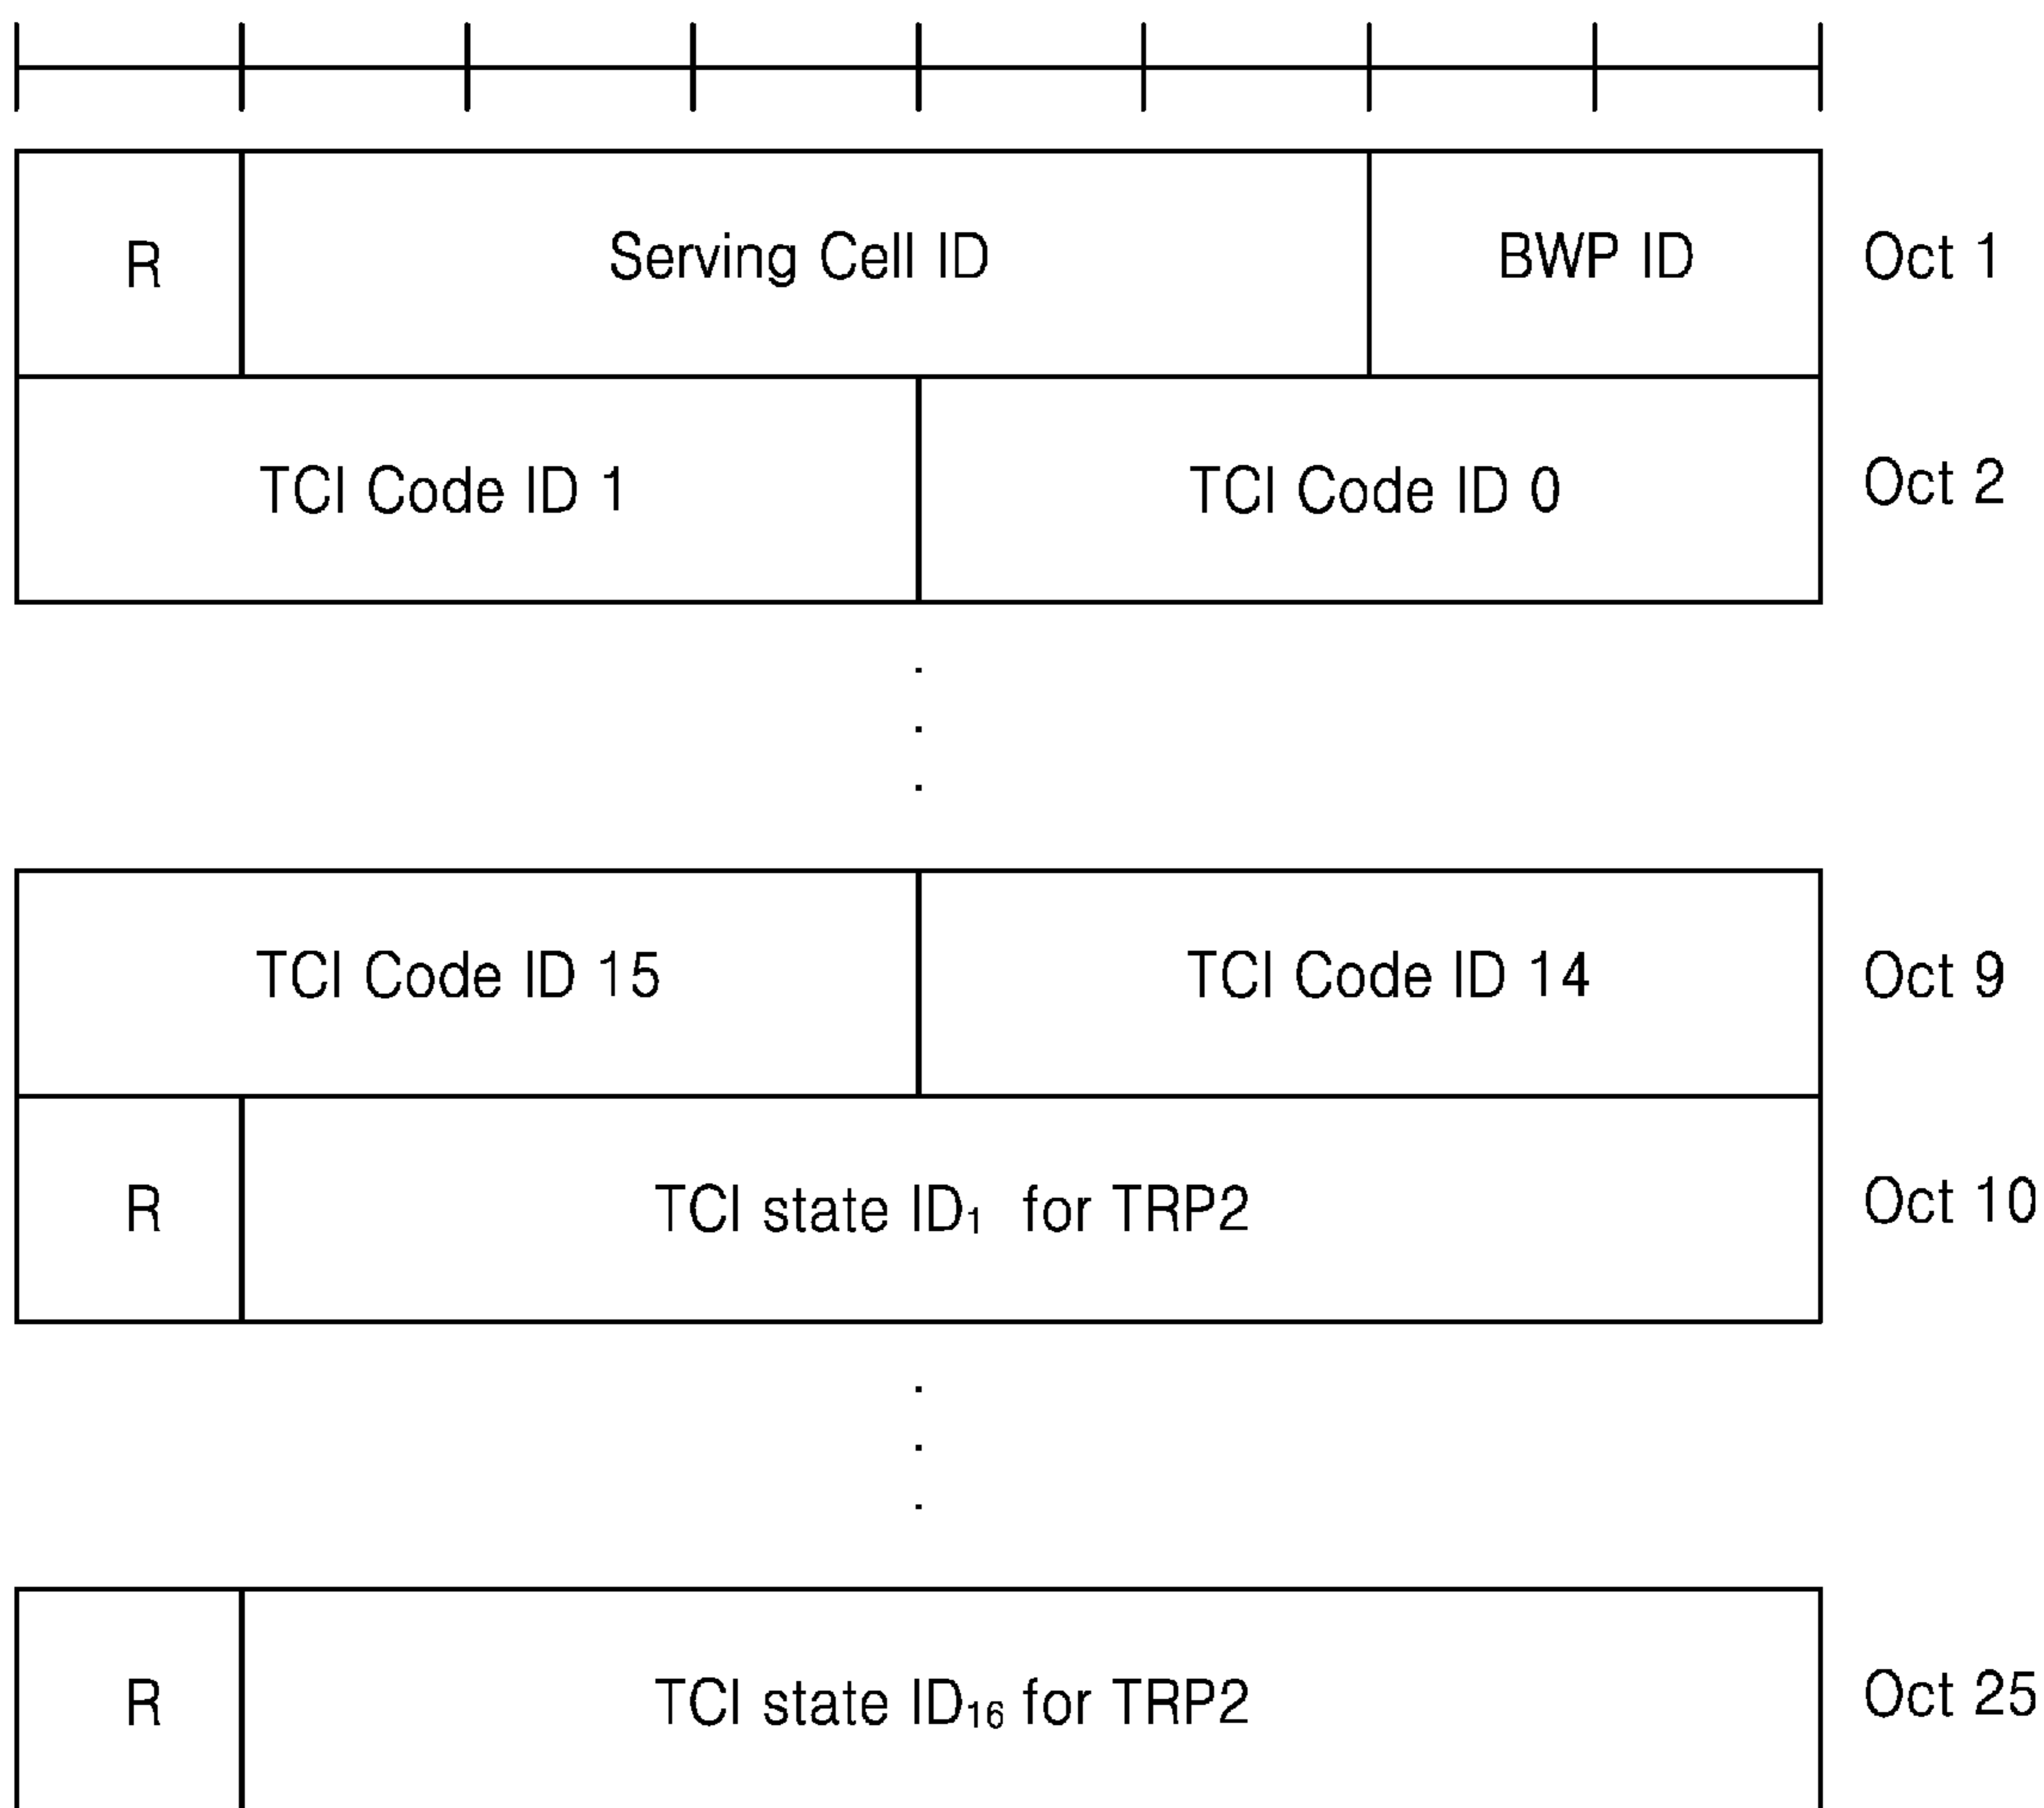 R Serving Cell ID BWP ID Oct 1
TCI Code ID 1 TCI Code ID 0 Oct 2
TCI Code ID 15 TCI Code ID 14 Oct 9
R TCI state ID₁ for TRP2 Oct 10
R TCI state ID₁₆ for TRP2 Oct 25